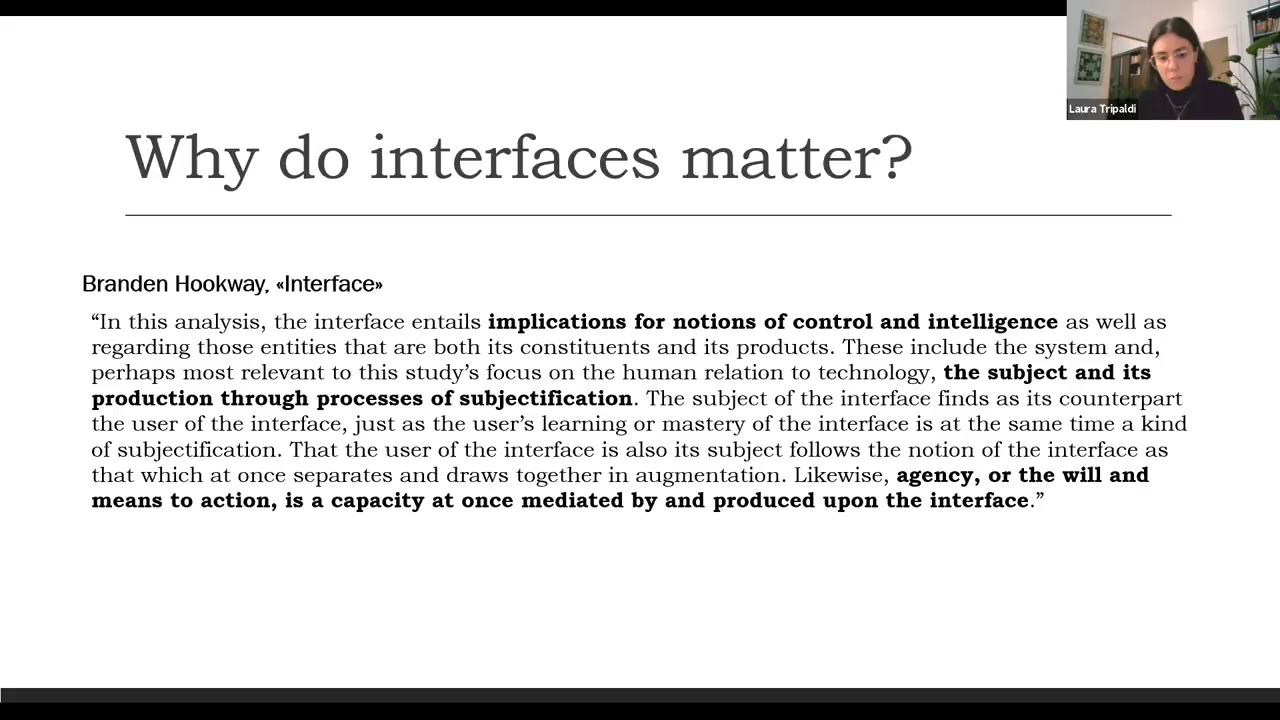 Laura Tripaldi
Why do interfaces matter?
Branden Hookway, «Interface»
“In this analysis, the interface entails implications for notions of control and intelligence as well as
regarding those entities that are both its constituents and its products. These include the system and,
perhaps most relevant to this study’s focus on the human relation to technology, the subject and its
production through processes of subjectification. The subject of the interface finds as its counterpart
the user of the interface, just as the user’s learning or mastery of the interface is at the same time a kind
of subjectification. That the user of the interface is also its subject follows the notion of the interface as
that which at once separates and draws together in augmentation. Likewise, agency, or the will and
means to action, is a capacity at once mediated by and produced upon the interface.”